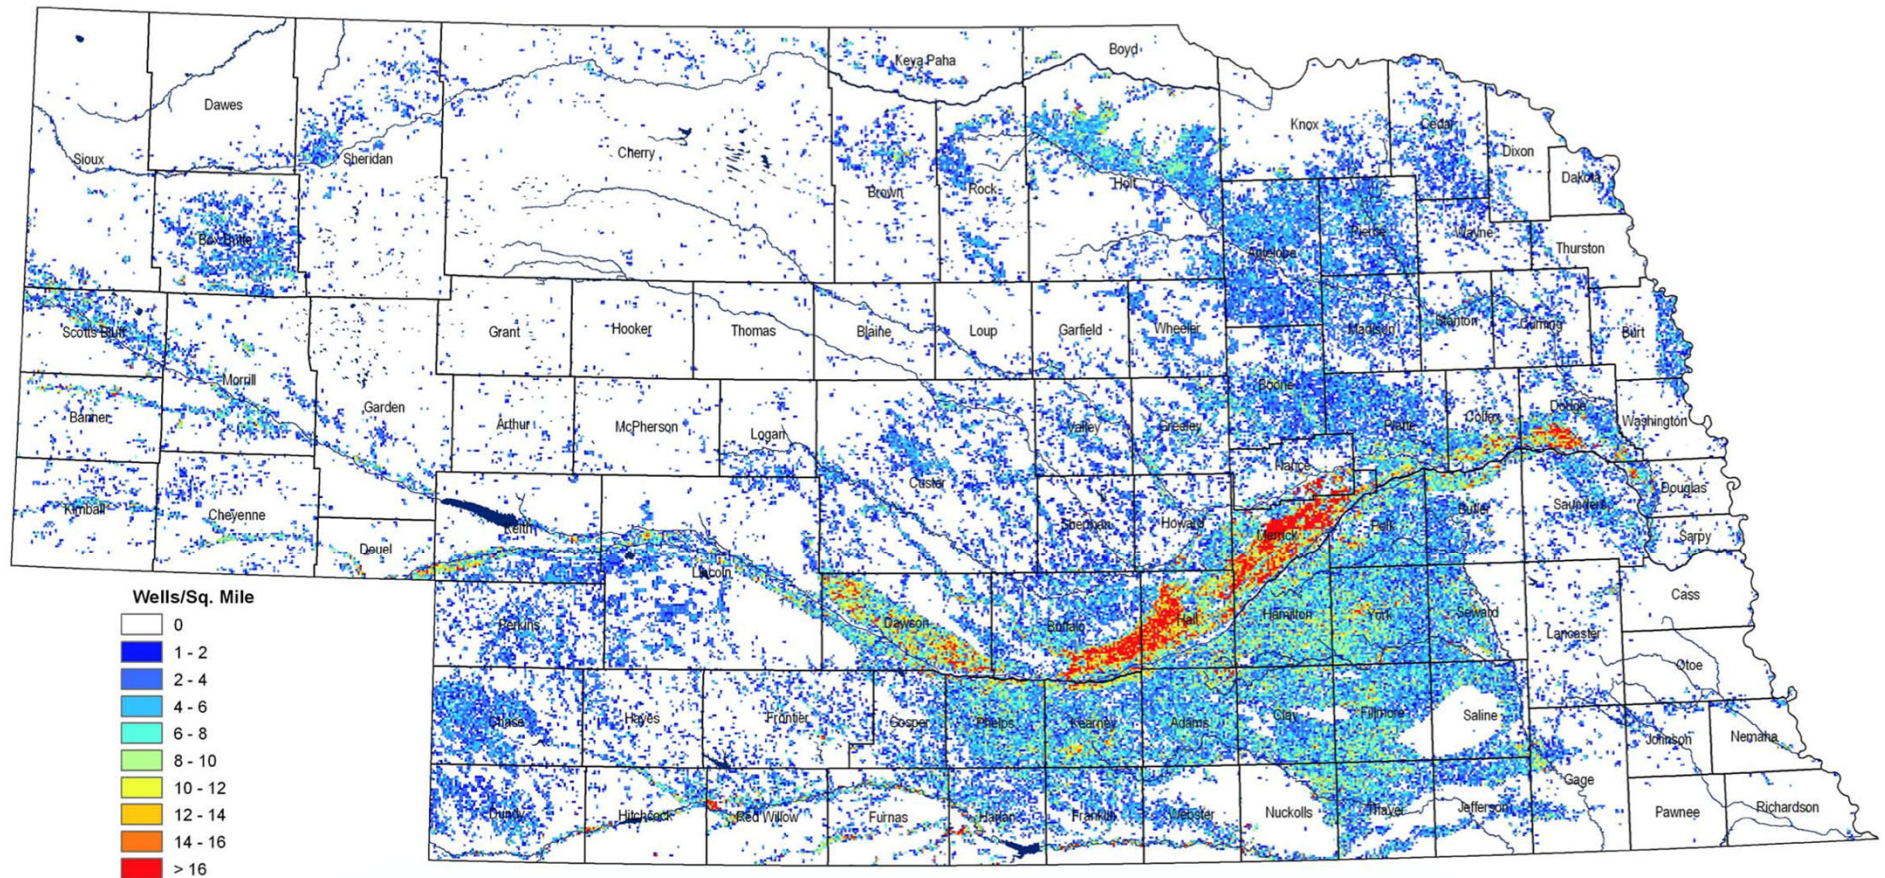 Boyd
Keya Paha
Dawes
Knox
Cedar
Dixon
Sioux
Sheridan
Cherry
Brown
Rock
Holt
Dakota
Box Butte
Antelope
Pierce
Wayne
Thurston
Scotts Bluff
Grant
Hooker
Thomas
Blaine
Loup
Garfield
Wheeler
Madison
Stanton
Cuming
Burt
Morrill
Garden
Boone
Banner
Arthur
McPherson
Logan
Valley
Greeley
Platte
Colfax
Dodge
Washington
Nance
Custer
Kimball
Cheyenne
Keith
Sherman
Howard
Merrick
Polk
Butler
Saunders
Douglas
Sarpy
Deuel
Lincoln
Cass
Perkins
Dawson
Buffalo
Hall
Hamilton
York
Seward
Lancaster
Otoe
Chase
Hayes
Frontier
Gosper
Phelps
Kearney
Adams
Clay
Fillmore
Saline
Johnson
Nemaha
Gage
Dundy
Hitchcock
Red Willow
Furnas
Harlan
Franklin
Webster
Nuckolls
Thayer
Jefferson
Pawnee
Richardson
Wells/Sq. Mile
0
1 - 2
2 - 4
4 - 6
6 - 8
8 - 10
10 - 12
12 - 14
14 - 16
> 16